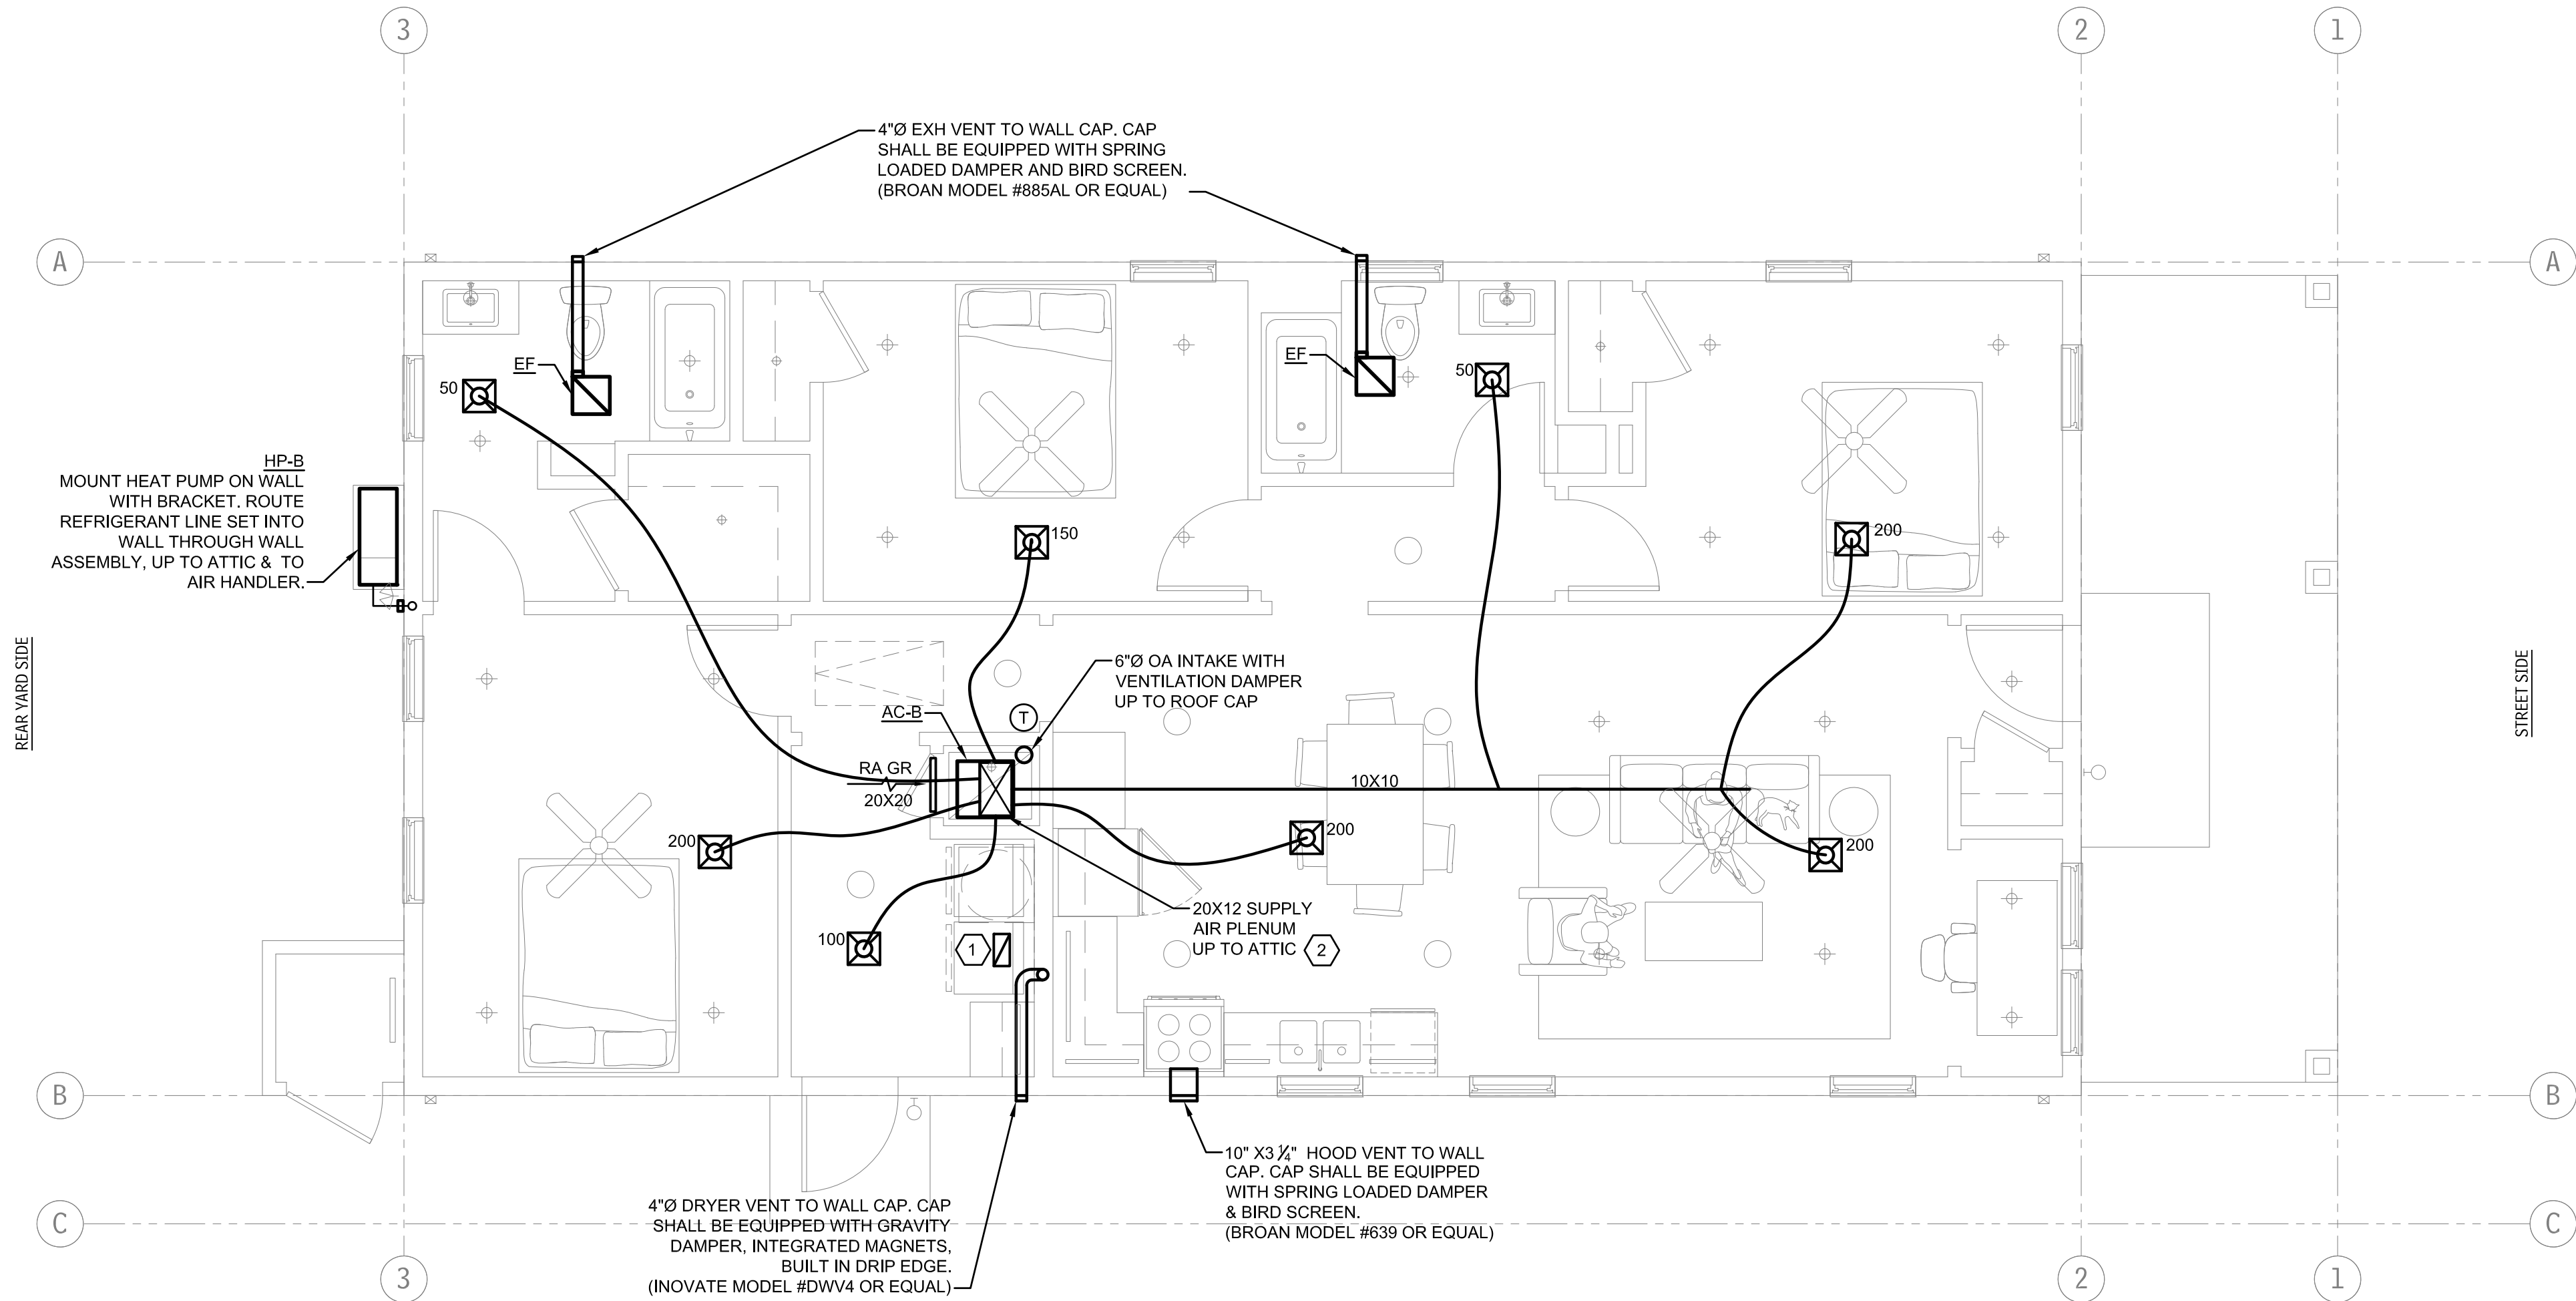 3
2
1
4"Ø EXH VENT TO WALL CAP. CAP
SHALL BE EQUIPPED WITH SPRING
LOADED DAMPER AND BIRD SCREEN.
(BROAN MODEL #885AL OR EQUAL)
A
A
EF
EF
50
50
HP-B
MOUNT HEAT PUMP ON WALL
WITH BRACKET. ROUTE
REFRIGERANT LINE SET INTO
WALL THROUGH WALL
ASSEMBLY, UP TO ATTIC & TO
AIR HANDLER.
150
200
REAR YARD SIDE
STREET SIDE
6"Ø OA INTAKE WITH
VENTILATION DAMPER
UP TO ROOF CAP
AC-B
T
RA GR
20X20
10X10
200
200
200
20X12 SUPPLY
AIR PLENUM
UP TO ATTIC
2
100
1
B
B
10" X3 ¼" HOOD VENT TO WALL
CAP. CAP SHALL BE EQUIPPED
WITH SPRING LOADED DAMPER
& BIRD SCREEN.
(BROAN MODEL #639 OR EQUAL)
4"Ø DRYER VENT TO WALL CAP. CAP
SHALL BE EQUIPPED WITH GRAVITY
DAMPER, INTEGRATED MAGNETS,
BUILT IN DRIP EDGE.
(INOVATE MODEL #DWV4 OR EQUAL)
C
C
3
2
1